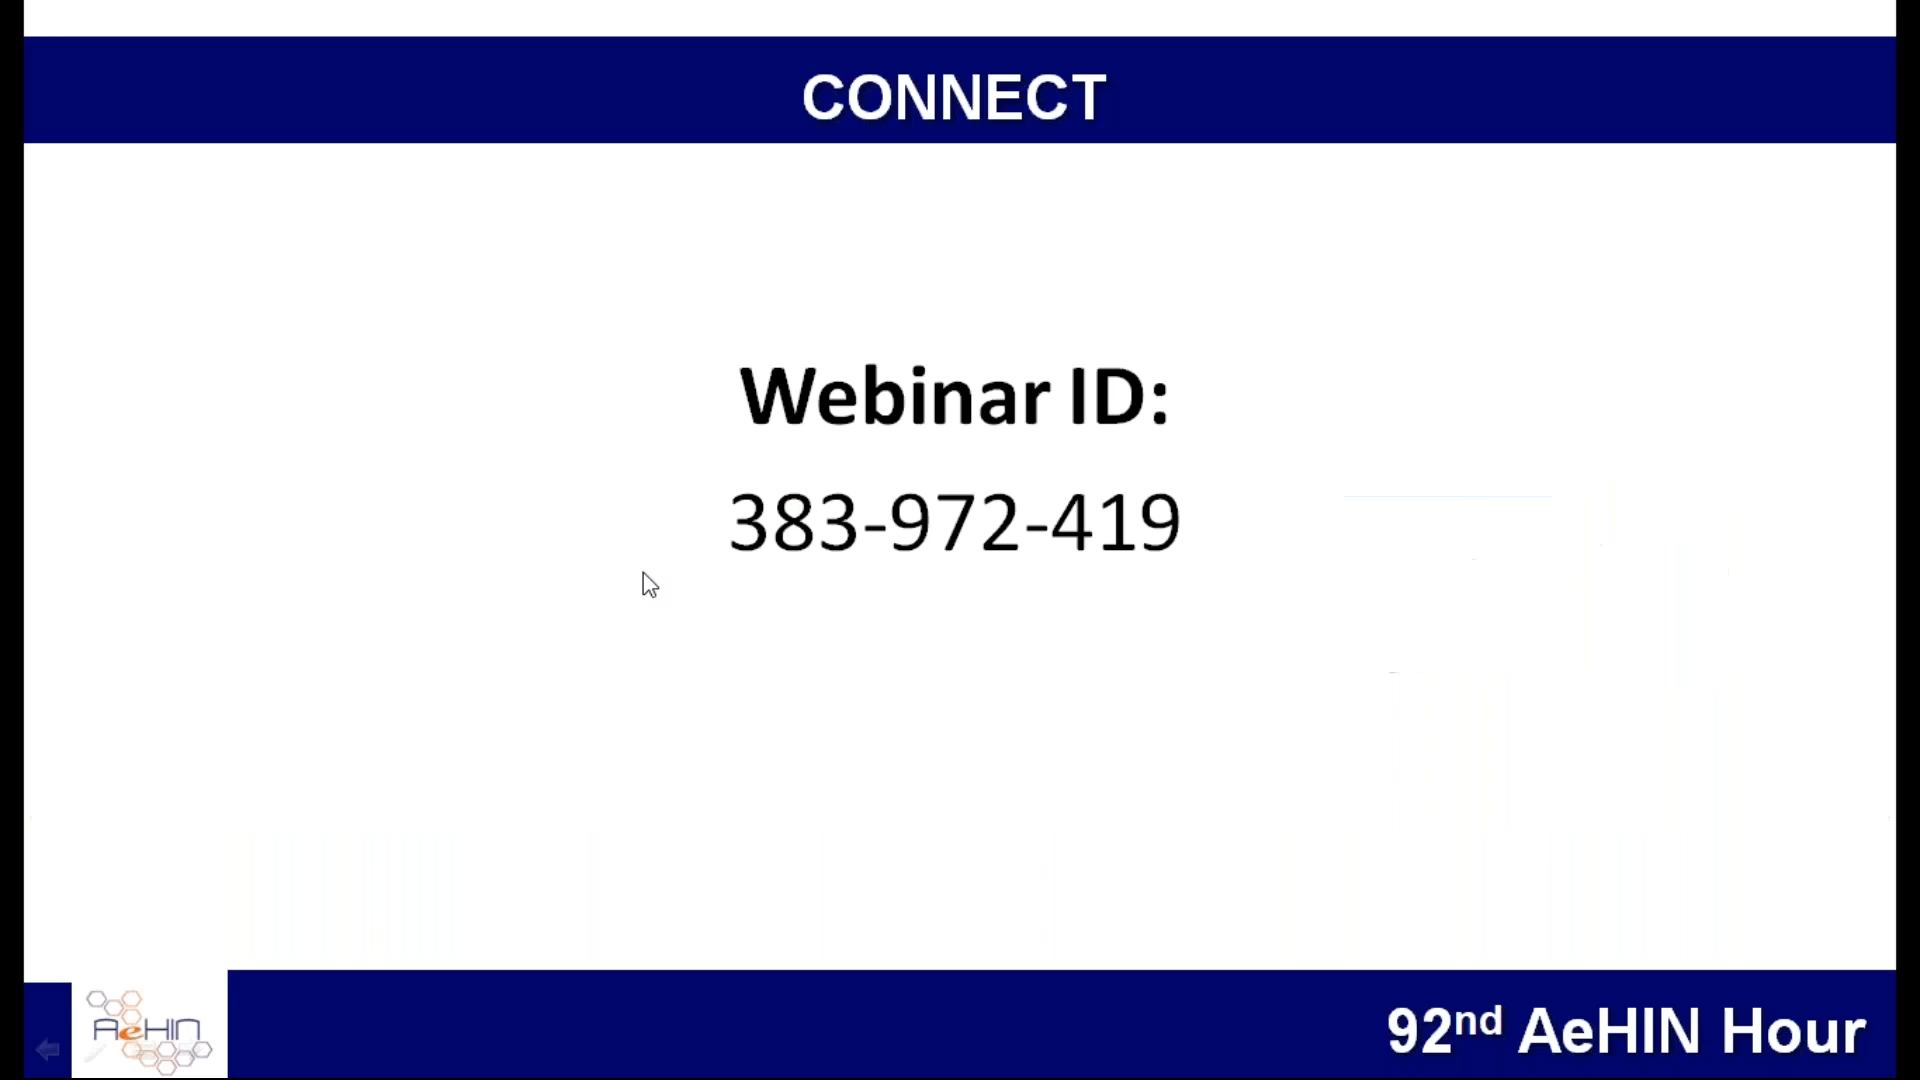 CONNECT
Webinar ID:
383-972-419
AeHIN
92nd AeHIN Hour